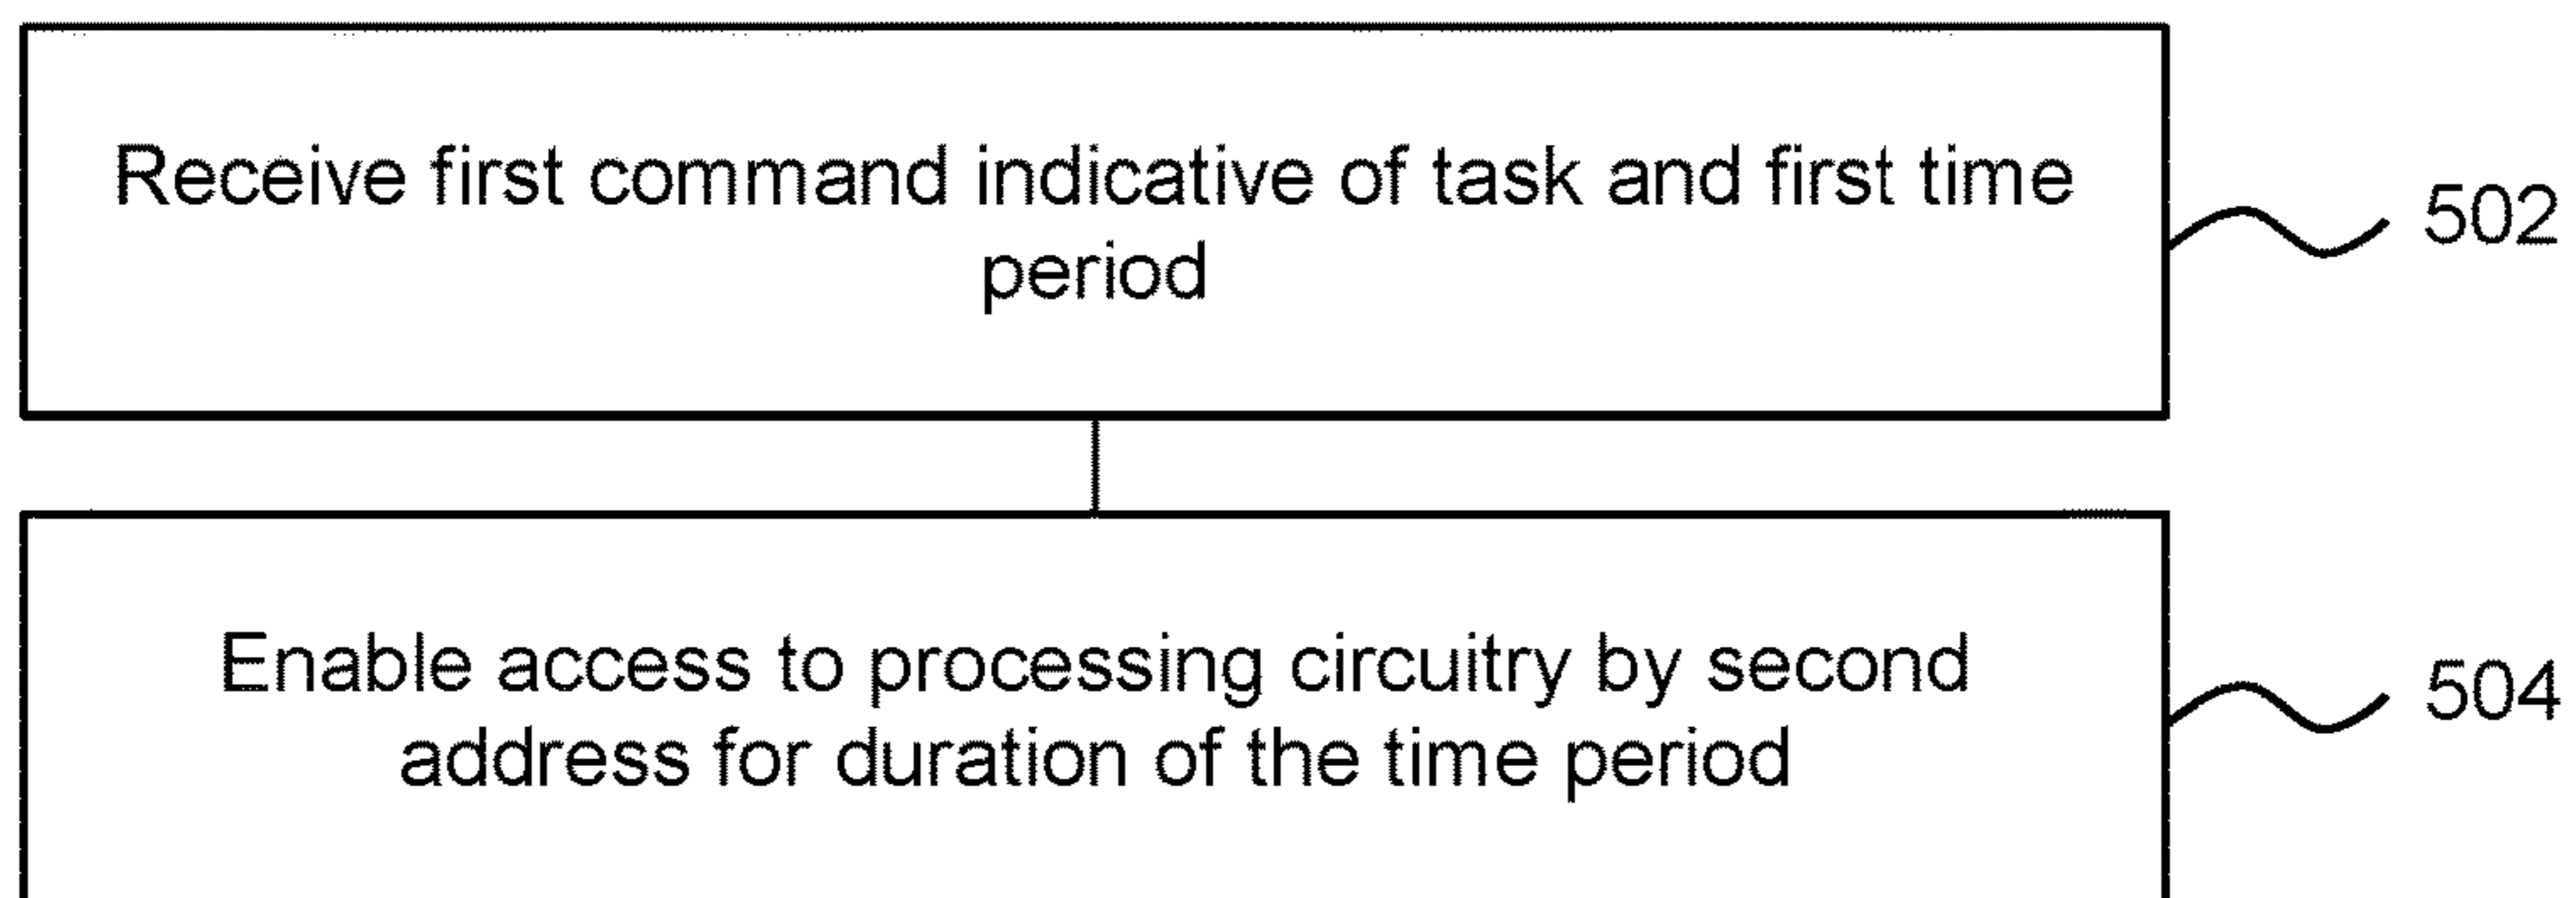 Receive first command indicative of task and first time
period
502
Enable access to processing circuitry by second
address for duration of the time period
504